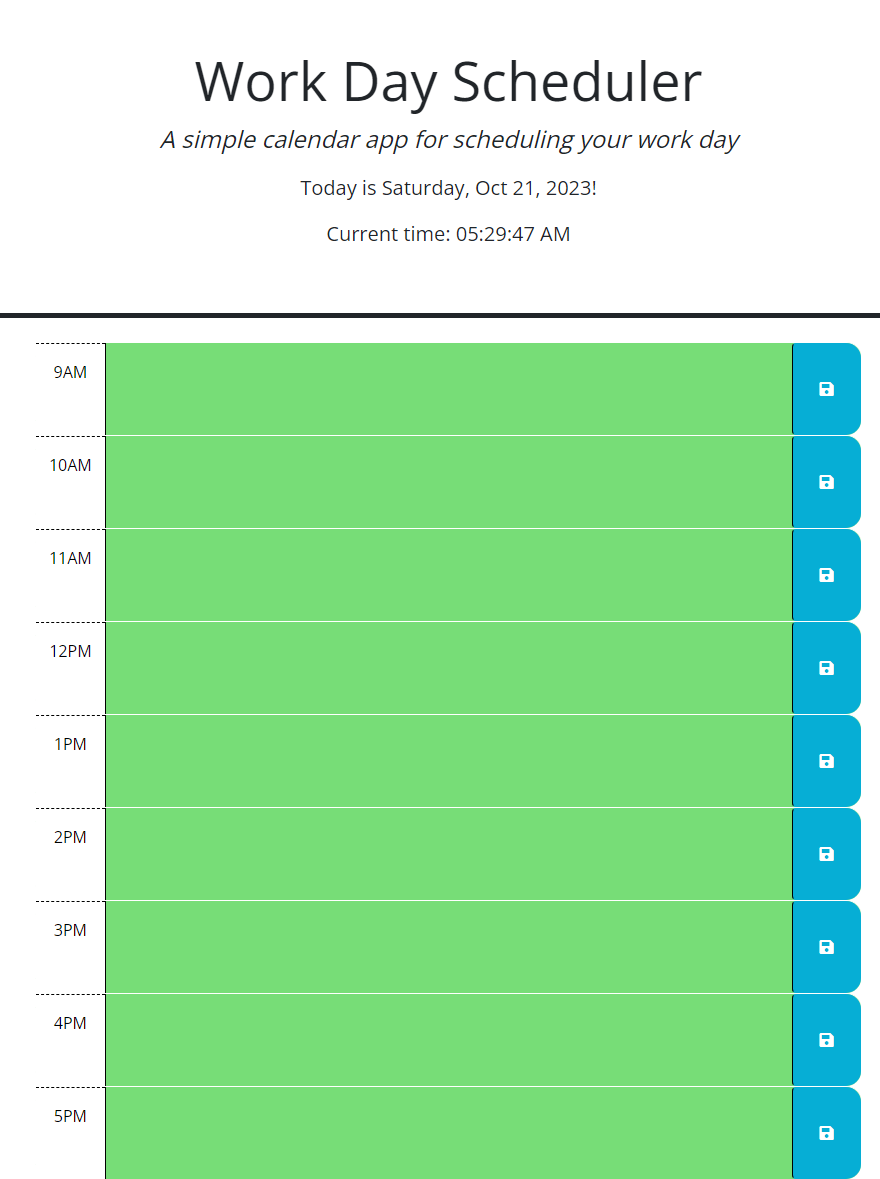 Work Day Scheduler
A simple calendar app for scheduling your work day
Today is Saturday, Oct 21, 2023!
Current time: 05:29:47 AM
9AM
10AM
11AM
12PM
1PM
2PM
3PM
4PM
5PM